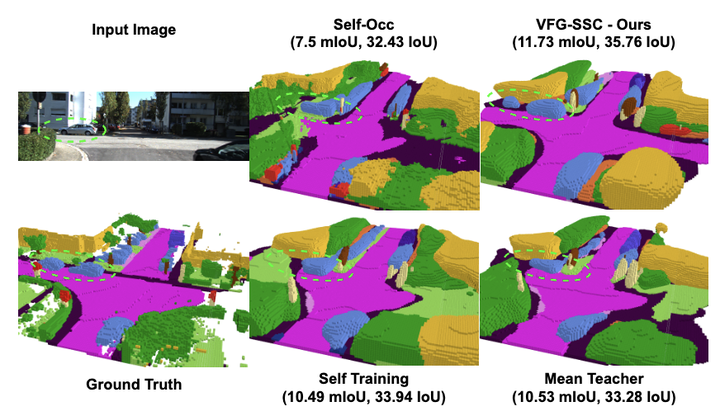 Input Image
Self-Occ
(7.5 mIoU, 32.43 IoU)
VFG-SSC - Ours
(11.73 mIoU, 35.76 IoU)
Ground Truth
Self Training
(10.49 mIoU, 33.94 IoU)
Mean Teacher
(10.53 mIoU, 33.28 IoU)